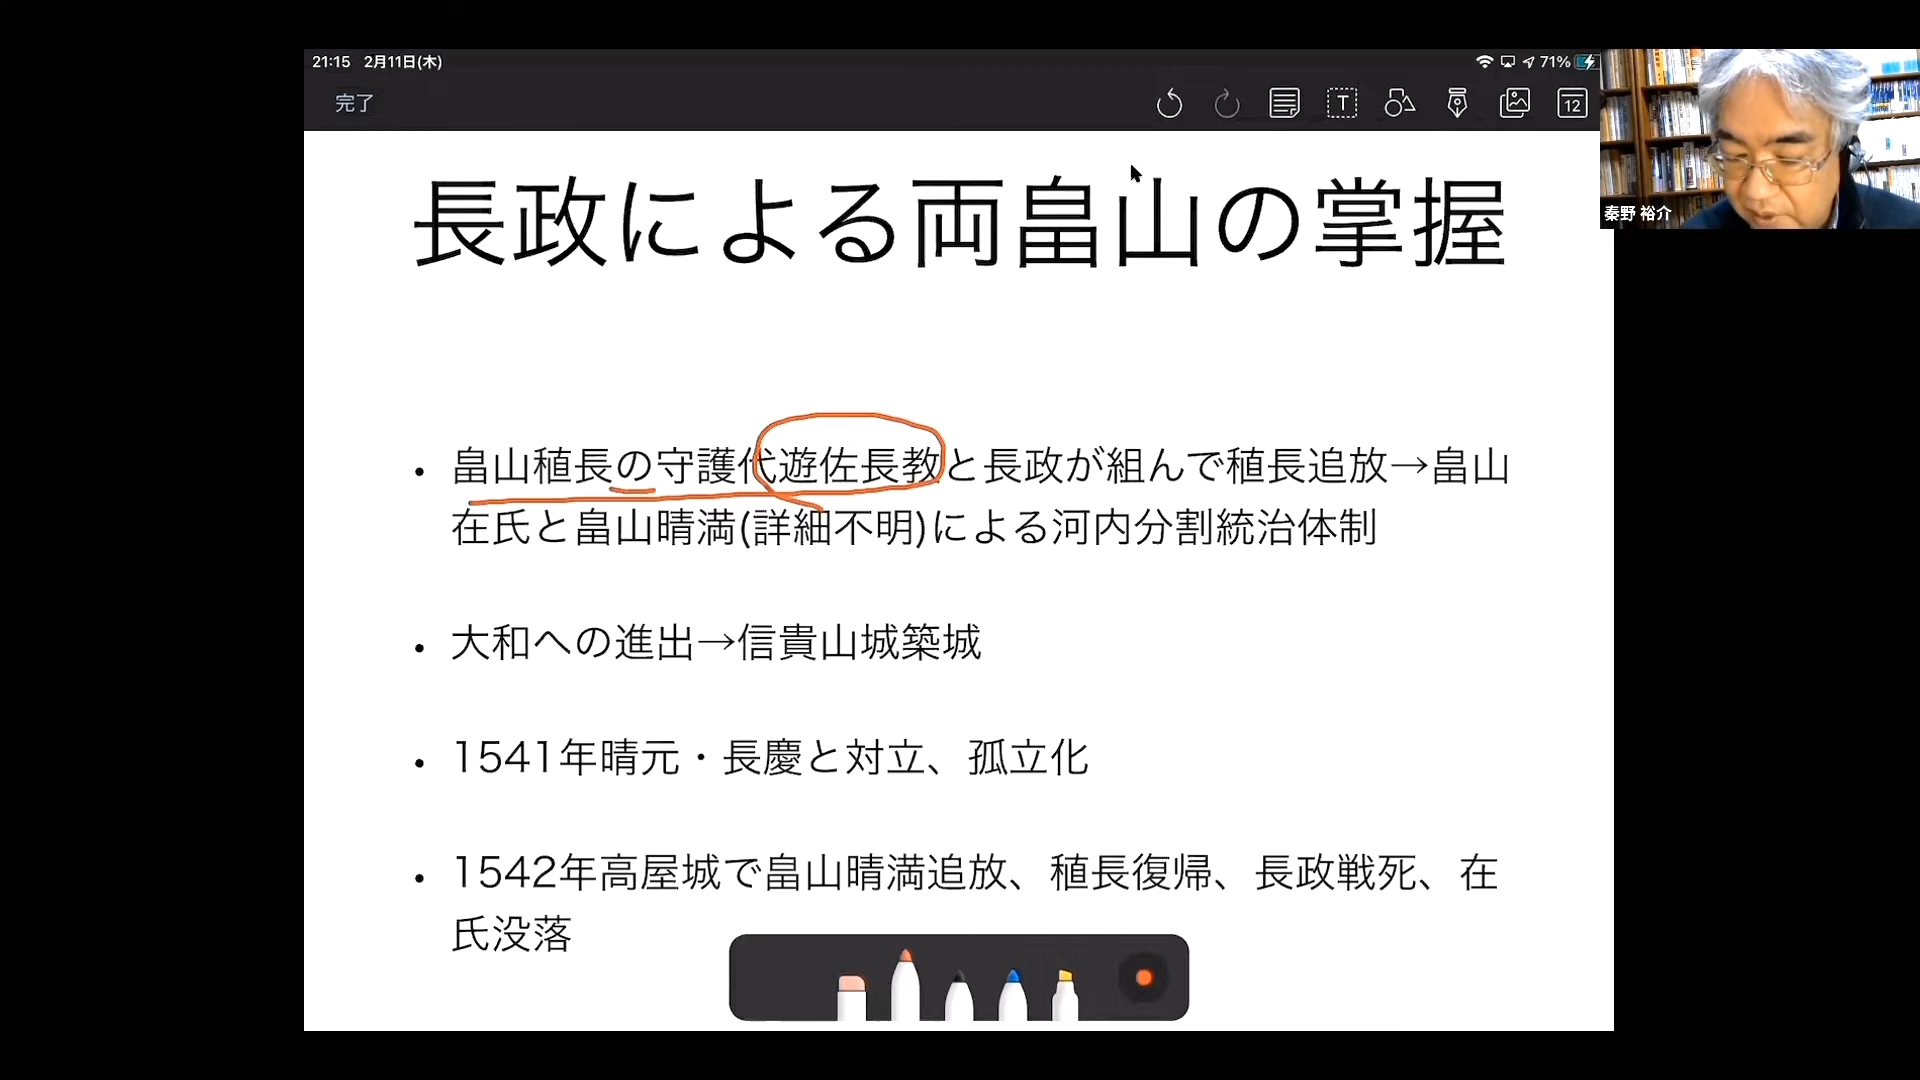 21:15 2月11日(木)
71%
完了
T
12
秦野 裕介
長政による両畠山の掌握
• 畠山稙長の守護代遊佐長教と長政が組んで稙長追放→畠山
在氏と畠山晴満(詳細不明)による河内分割統治体制
• 大和への進出→信貴山城築城
• 1541年晴元・長慶と対立、孤立化
• 1542年高屋城で畠山晴満追放、稙長復帰、長政戦死、在
氏没落